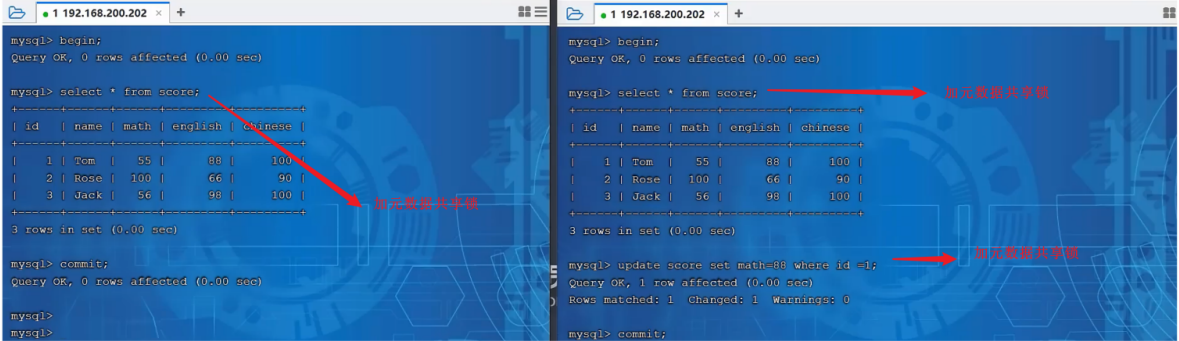 1 192.168.200.202 × +
mysql> begin;
Query OK, 0 rows affected (0.00 sec)
mysql> select * from score;
+------+------+------+---------+---------+
| id | name | math | english | chinese |
+------+------+------+---------+---------+
| 1 | Tom | 55 | 88 | 100 |
| 2 | Rose | 100 | 66 | 90 |
| 3 | Jack | 56 | 98 | 100 |
+------+------+------+---------+---------+
加元数据共享锁
3 rows in set (0.00 sec)
mysql> commit;
Query OK, 0 rows affected (0.00 sec)
mysql>
mysql>
1 192.168.200.202 × +
mysql> begin;
Query OK, 0 rows affected (0.00 sec)
mysql> select * from score; 加元数据共享锁
+------+------+------+---------+---------+
| id | name | math | english | chinese |
+------+------+------+---------+---------+
| 1 | Tom | 55 | 88 | 100 |
| 2 | Rose | 100 | 66 | 90 |
| 3 | Jack | 56 | 98 | 100 |
+------+------+------+---------+---------+
3 rows in set (0.00 sec)
mysql> update score set math=88 where id =1; 加元数据共享锁
Query OK, 1 row affected (0.00 sec)
Rows matched: 1 Changed: 1 Warnings: 0
mysql> commit;